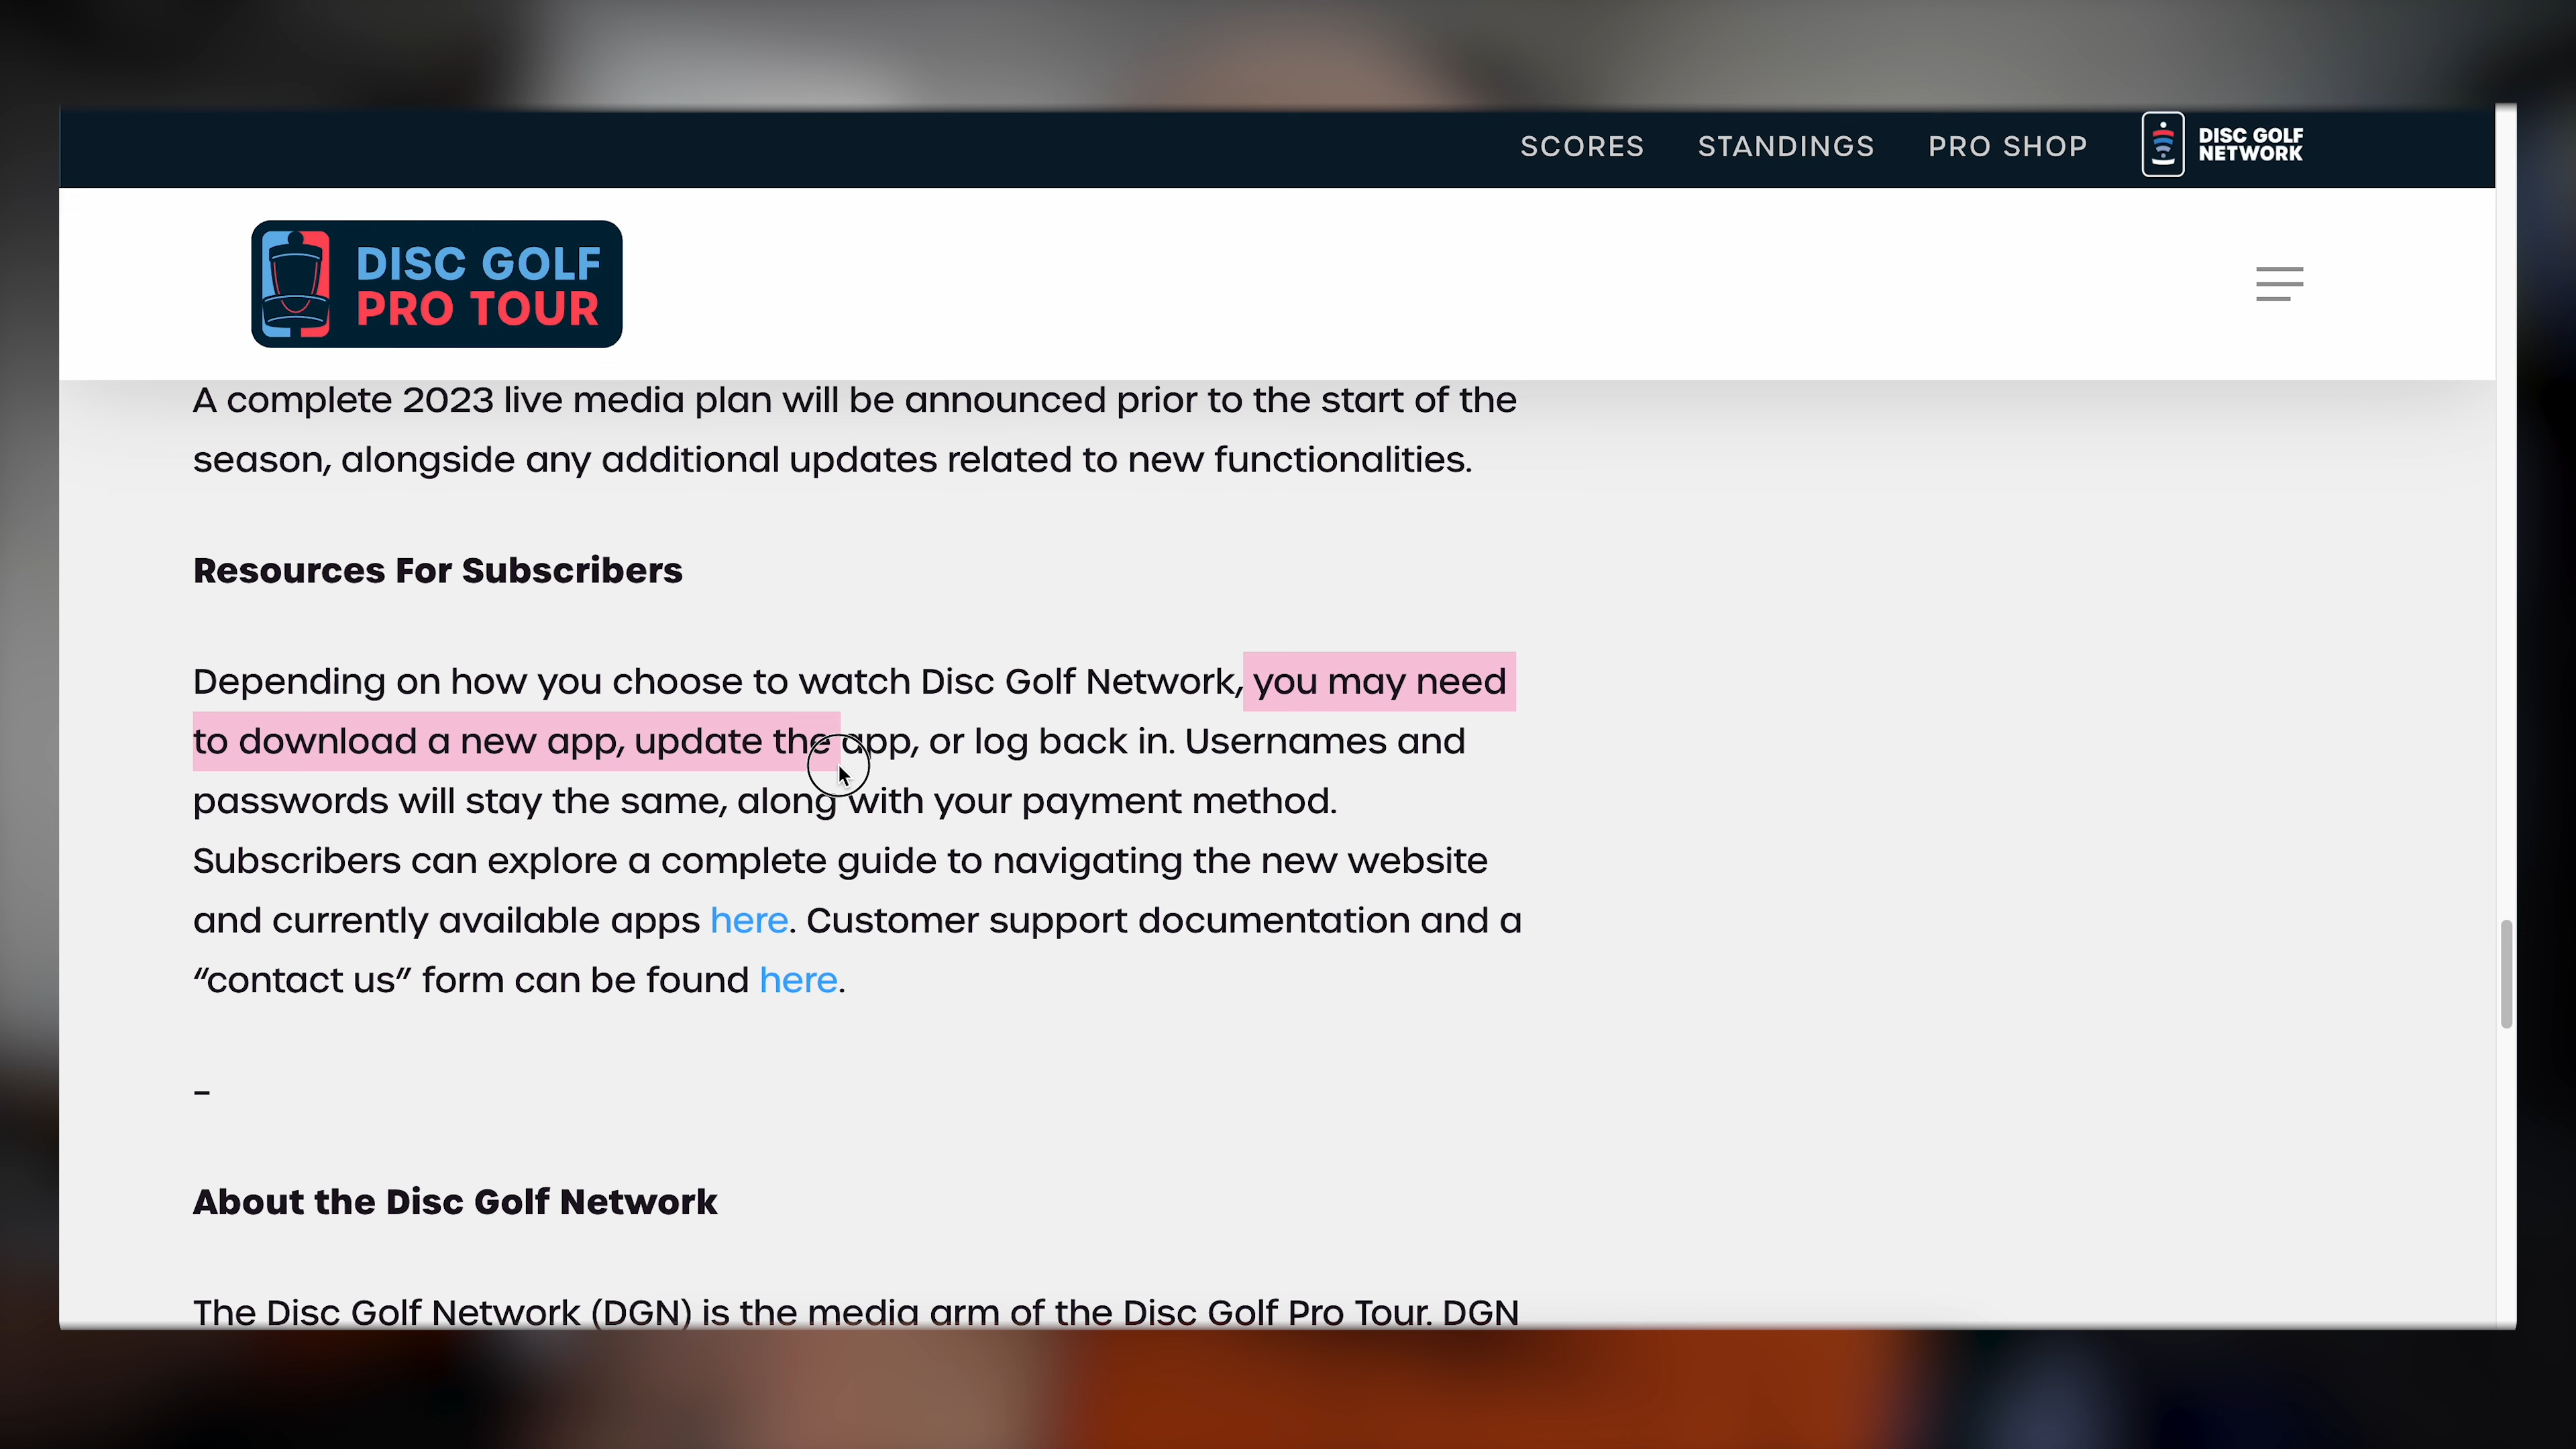 SCORES STANDINGS PRO SHOP DISC GOLF NETWORK
DISC GOLF
PRO TOUR
A complete 2023 live media plan will be announced prior to the start of the
season, alongside any additional updates related to new functionalities.
Resources For Subscribers
Depending on how you choose to watch Disc Golf Network, you may need
to download a new app, update the app, or log back in. Usernames and
passwords will stay the same, along with your payment method.
Subscribers can explore a complete guide to navigating the new website
and currently available apps here. Customer support documentation and a
“contact us” form can be found here.
–
About the Disc Golf Network
The Disc Golf Network (DGN) is the media arm of the Disc Golf Pro Tour. DGN